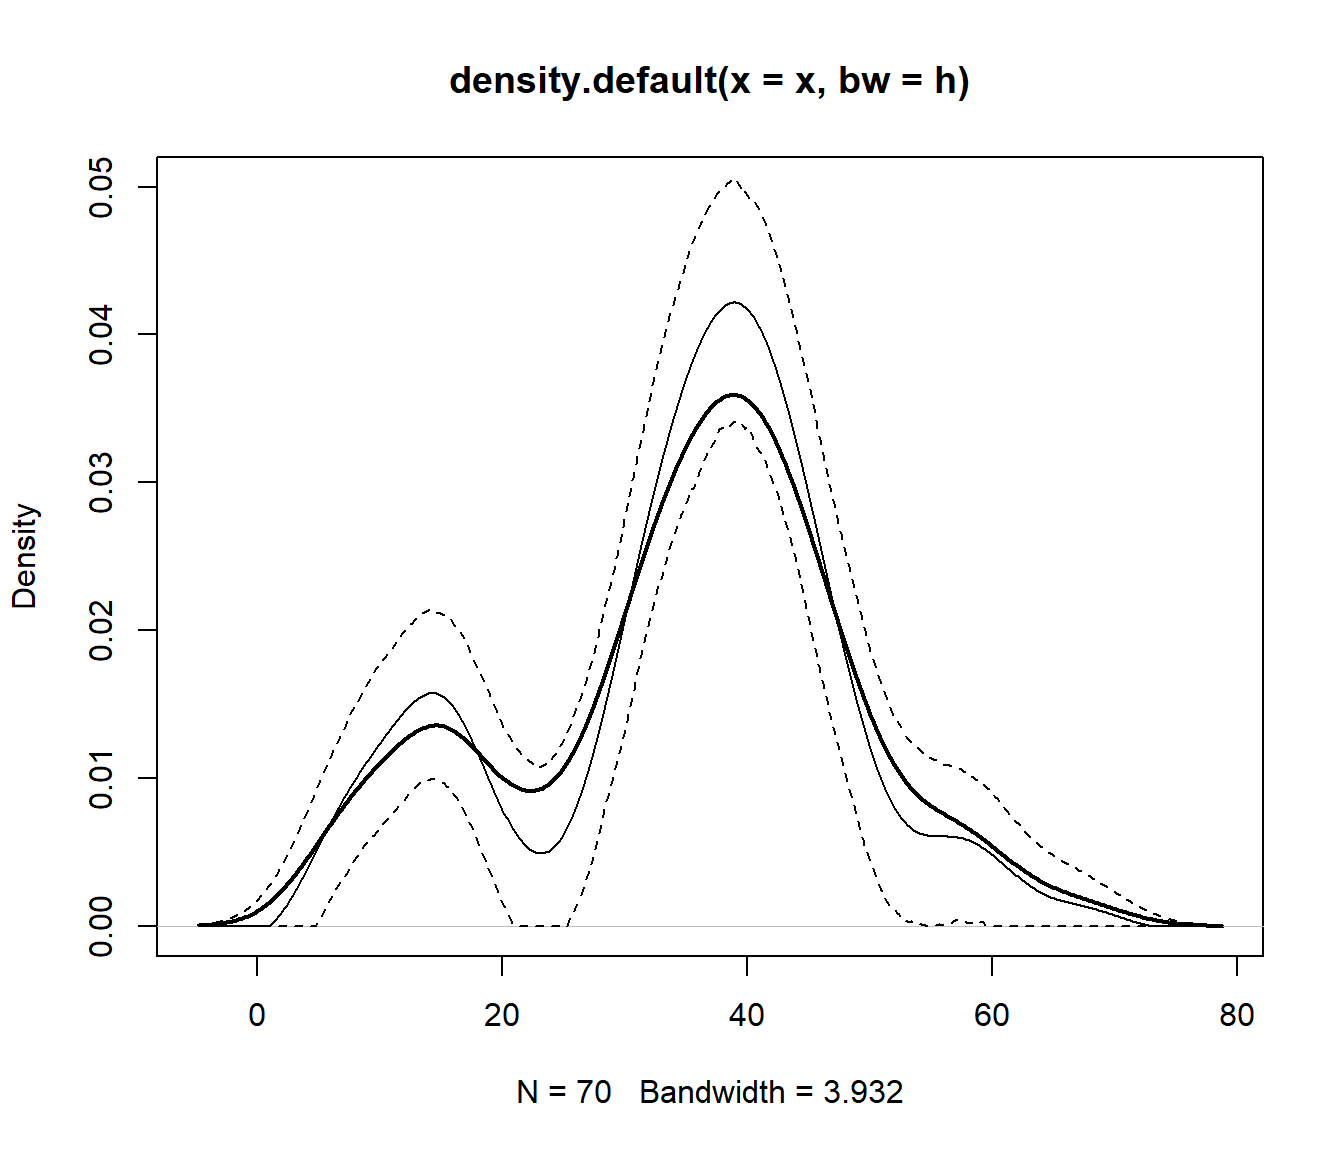 density.default(x = x, bw = h)
Density
0.05
0.04
0.03
0.02
0.01
0.00
0 20 40 60 80
N = 70 Bandwidth = 3.932